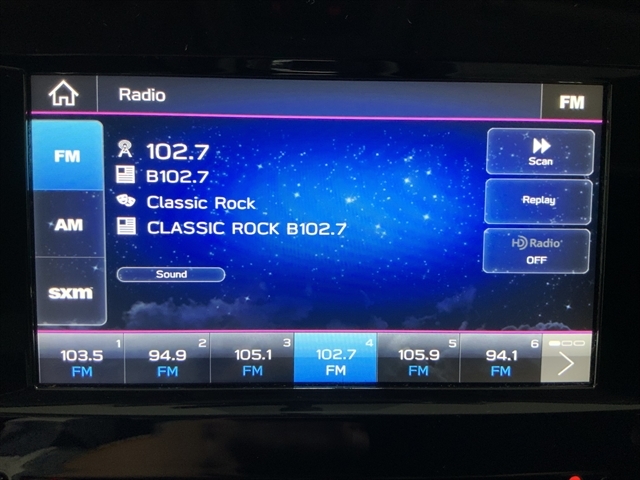 Radio
FM
FM
AM
sxm
102.7
B102.7
Classic Rock
CLASSIC ROCK B102.7
Sound
Scan
Replay
HD Radio
OFF
1
103.5
FM
2
94.9
FM
3
105.1
FM
4
102.7
FM
5
105.9
FM
6
94.1
FM